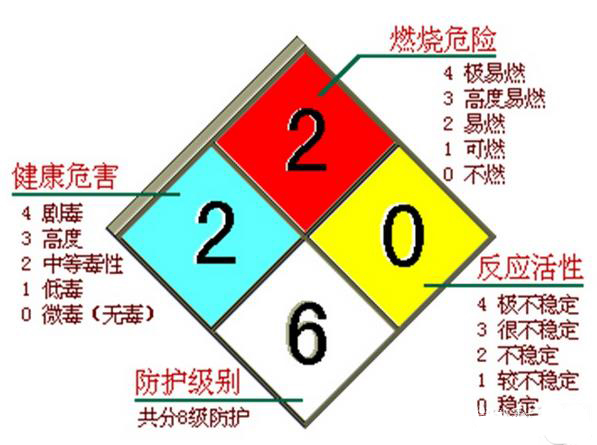 燃烧危险
4 极易燃
3 高度易燃
2 易燃
1 可燃
0 不燃
2
健康危害
4 剧毒
3 高度
2 中等毒性
1 低毒
0 微毒（无毒）
2
0
反应活性
4 极不稳定
3 很不稳定
2 不稳定
1 较不稳定
0 稳定
6
防护级别
共分8级防护